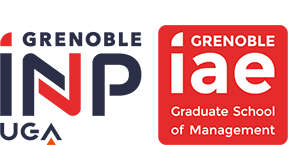 GRENOBLE
INP
UGA
GRENOBLE
iae
Graduate School
of Management